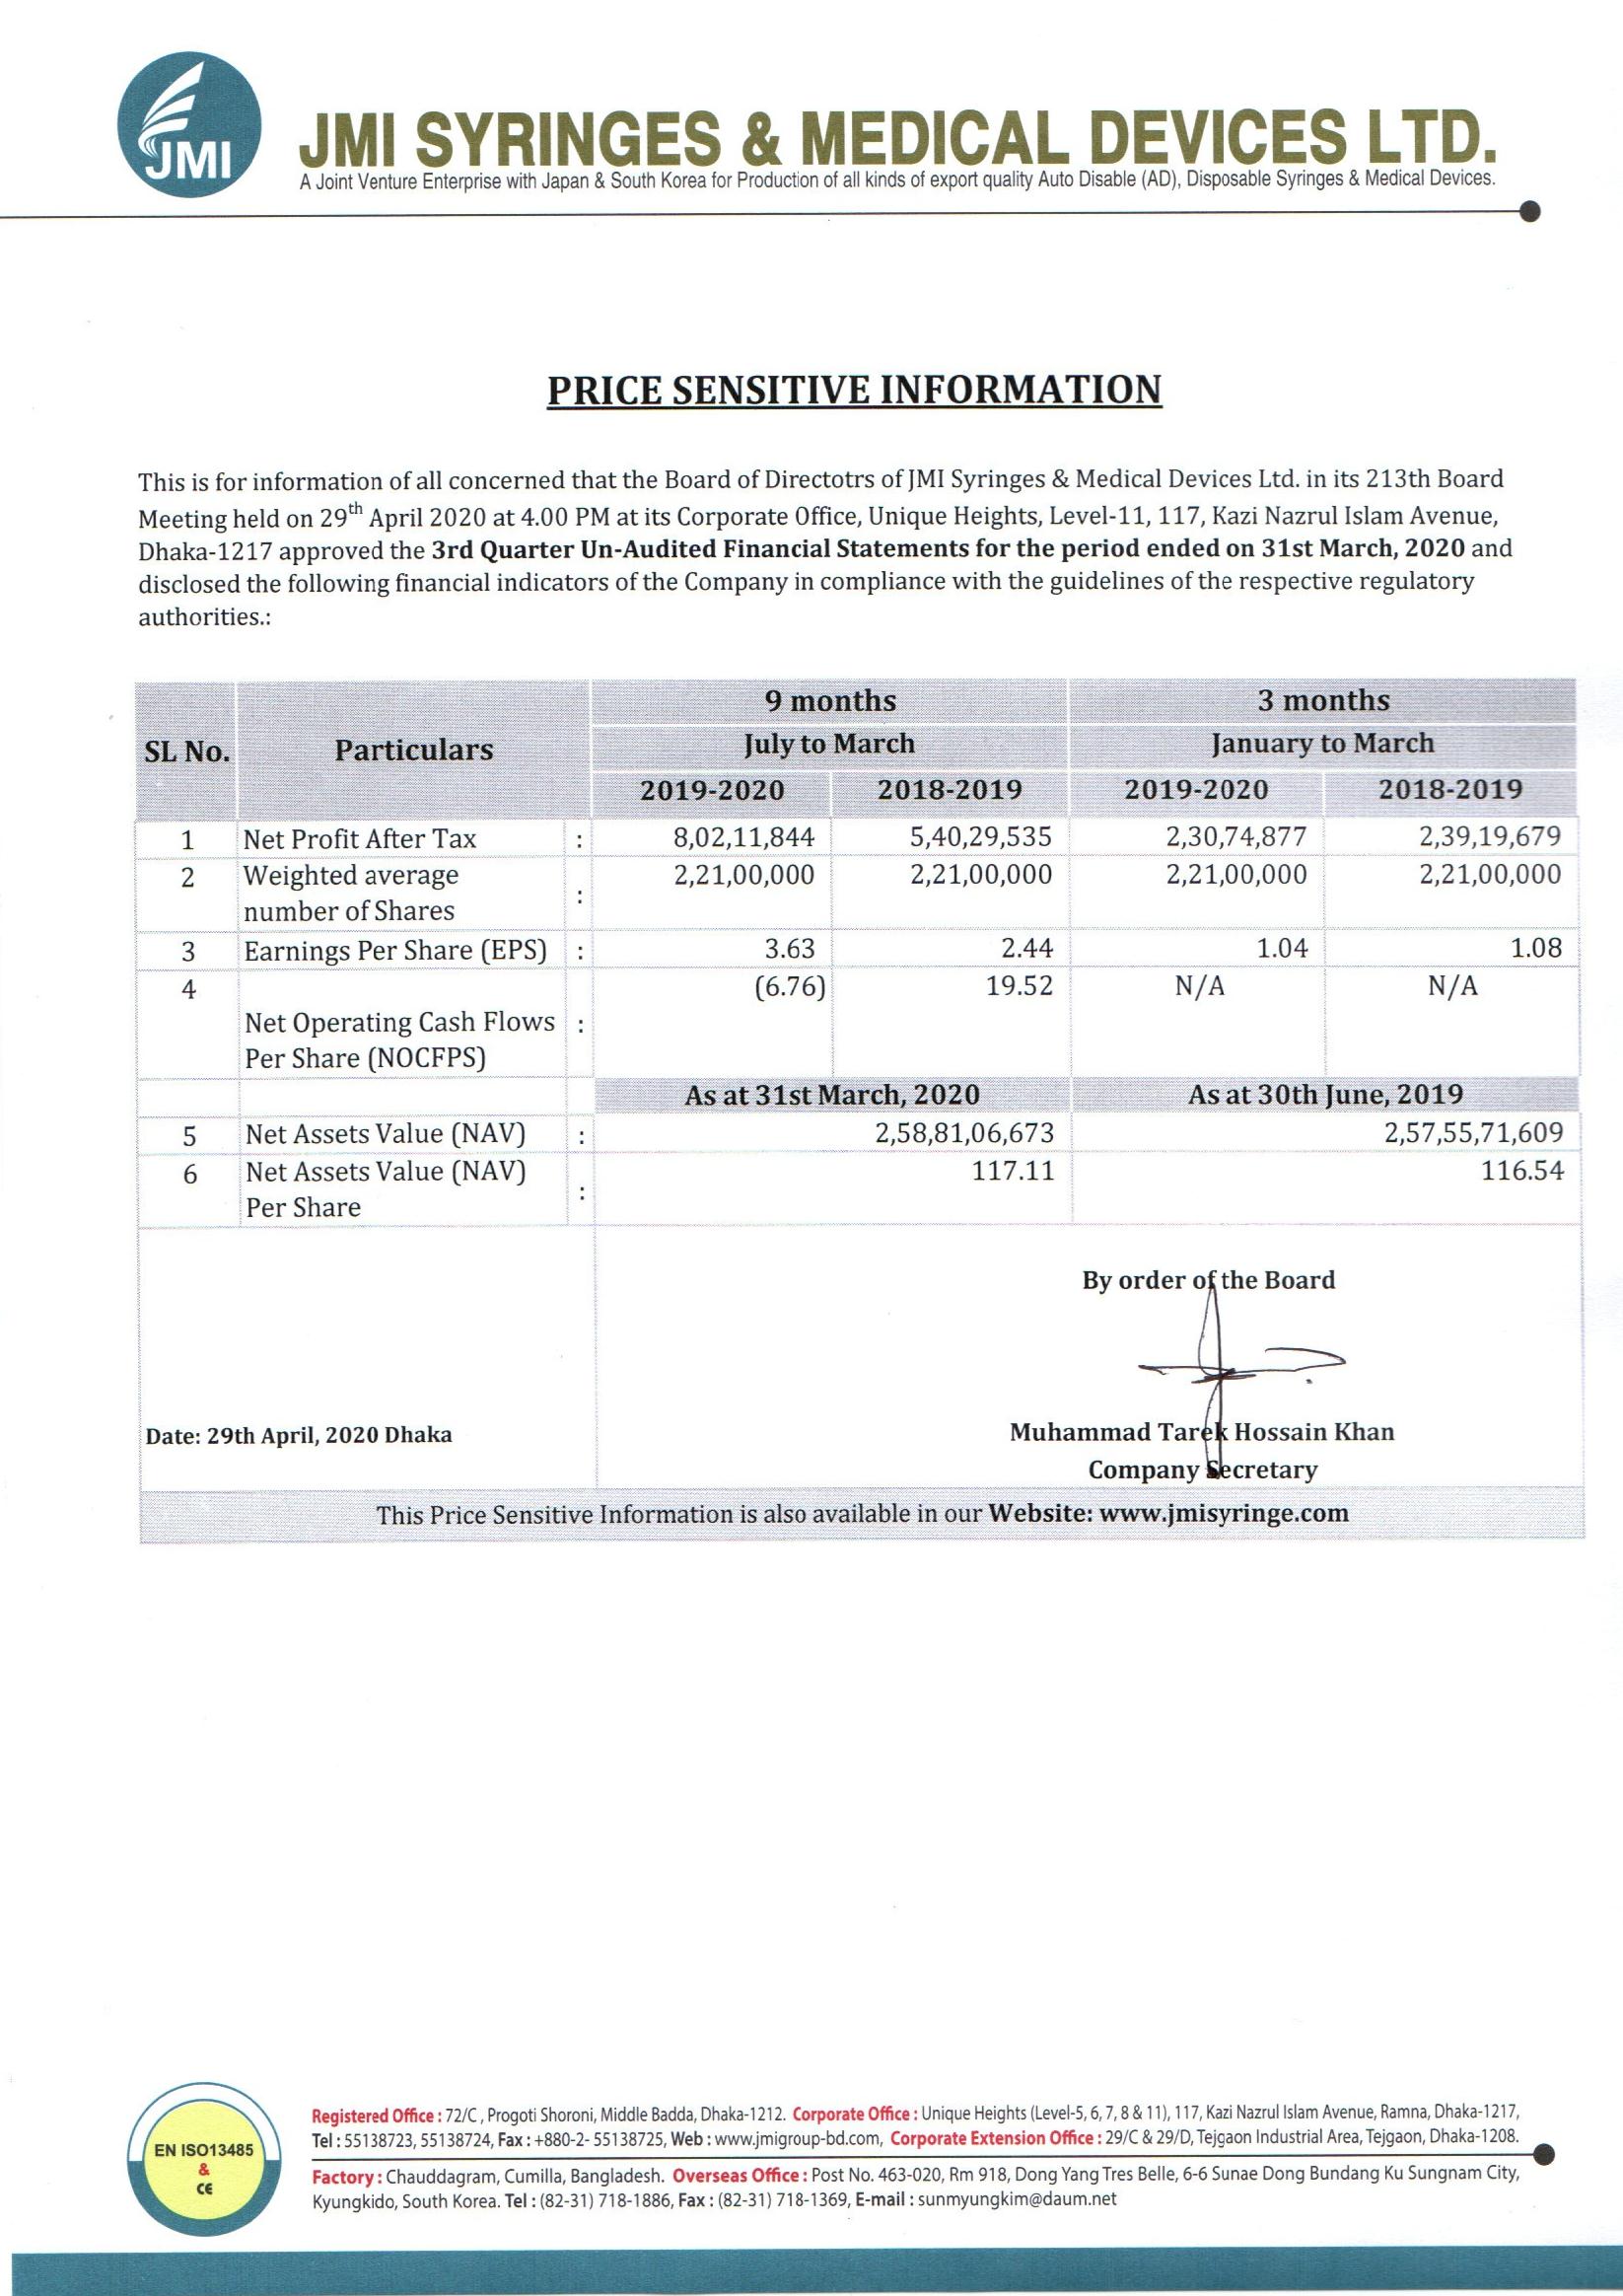 JMI
JMI SYRINGES & MEDICAL DEVICES LTD.
A Joint Venture Enterprise with Japan & South Korea for Production of all kinds of export quality Auto Disable (AD), Disposable Syringes & Medical Devices.
PRICE SENSITIVE INFORMATION
This is for information of all concerned that the Board of Directotrs of JMI Syringes & Medical Devices Ltd. in its 213th Board
Meeting held on 29th April 2020 at 4.00 PM at its Corporate Office, Unique Heights, Level-11, 117, Kazi Nazrul Islam Avenue,
Dhaka-1217 approved the 3rd Quarter Un-Audited Financial Statements for the period ended on 31st March, 2020 and
disclosed the following financial indicators of the Company in compliance with the guidelines of the respective regulatory
authorities.:
9 months 3 months
SL No. Particulars July to March January to March
2019-2020 2018-2019 2019-2020 2018-2019
1 Net Profit After Tax : 8,02,11,844 5,40,29,535 2,30,74,877 2,39,19,679
2 Weighted average : 2,21,00,000 2,21,00,000 2,21,00,000 2,21,00,000
number of Shares
3 Earnings Per Share (EPS) : 3.63 2.44 1.04 1.08
4 (6.76) 19.52 N/A N/A
Net Operating Cash Flows :
Per Share (NOCFPS)
As at 31st March, 2020 As at 30th June, 2019
5 Net Assets Value (NAV) : 2,58,81,06,673 2,57,55,71,609
6 Net Assets Value (NAV) : 117.11 116.54
Per Share
By order of the Board
Date: 29th April, 2020 Dhaka Muhammad Tarek Hossain Khan
Company Secretary
This Price Sensitive Information is also available in our Website: www.jmisyringe.com
EN ISO13485
&
CE
Registered Office : 72/C , Progoti Shoroni, Middle Badda, Dhaka-1212. Corporate Office : Unique Heights (Level-5, 6, 7, 8 & 11), 117, Kazi Nazrul Islam Avenue, Ramna, Dhaka-1217,
Tel : 55138723, 55138724, Fax : +880-2- 55138725, Web : www.jmigroup-bd.com, Corporate Extension Office : 29/C & 29/D, Tejgaon Industrial Area, Tejgaon, Dhaka-1208.
Factory : Chauddagram, Cumilla, Bangladesh. Overseas Office : Post No. 463-020, Rm 918, Dong Yang Tres Belle, 6-6 Sunae Dong Bundang Ku Sungnam City,
Kyungkido, South Korea. Tel : (82-31) 718-1886, Fax : (82-31) 718-1369, E-mail : sunmyungkim@daum.net